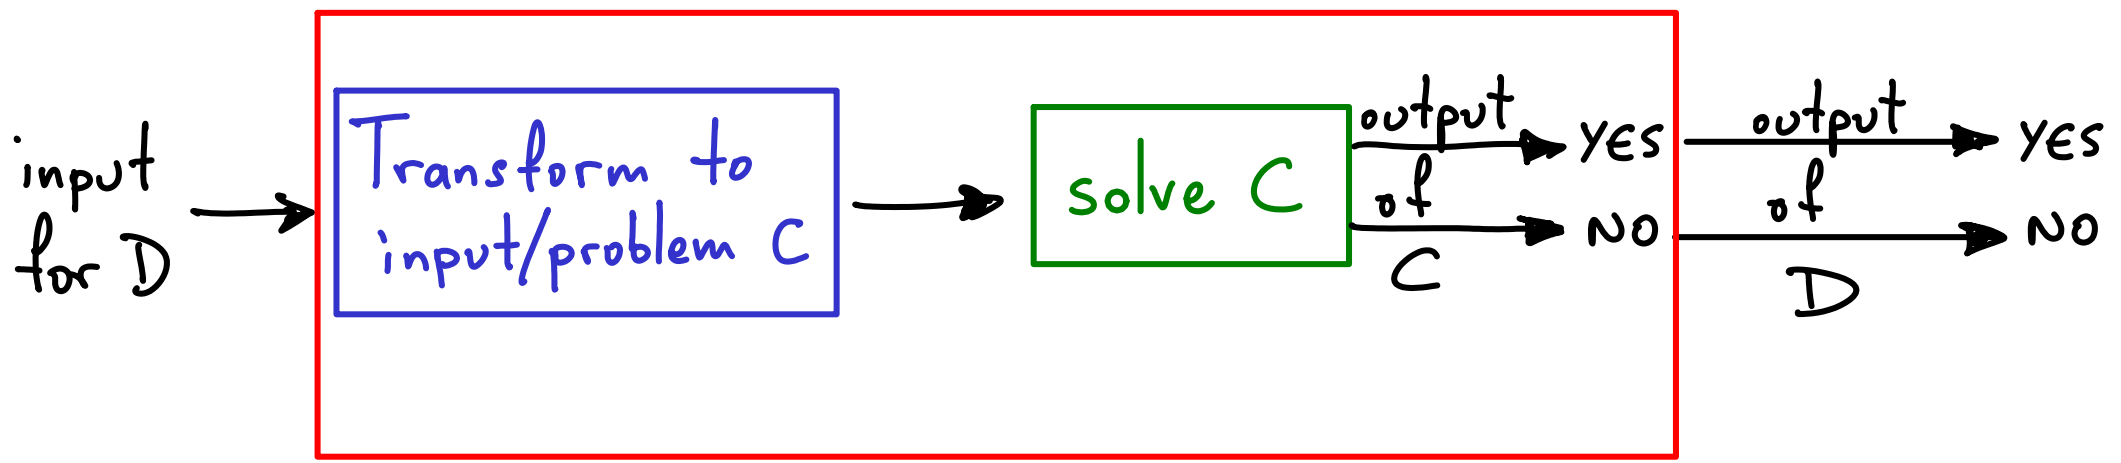 input
for D
Transform to
input/problem C
solve C
output
of
C
YES
NO
output
of
D
YES
NO